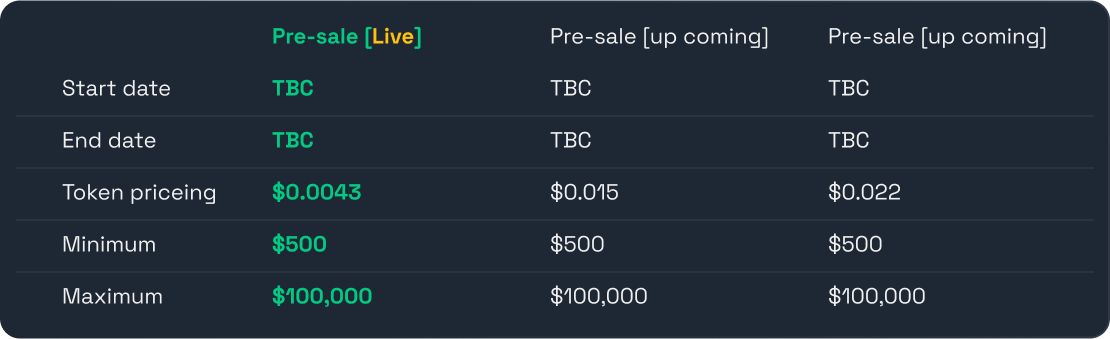 Pre-sale [Live] Pre-sale [up coming] Pre-sale [up coming]
Start date TBC TBC TBC
End date TBC TBC TBC
Token priceing $0.0043 $0.015 $0.022
Minimum $500 $500 $500
Maximum $100,000 $100,000 $100,000